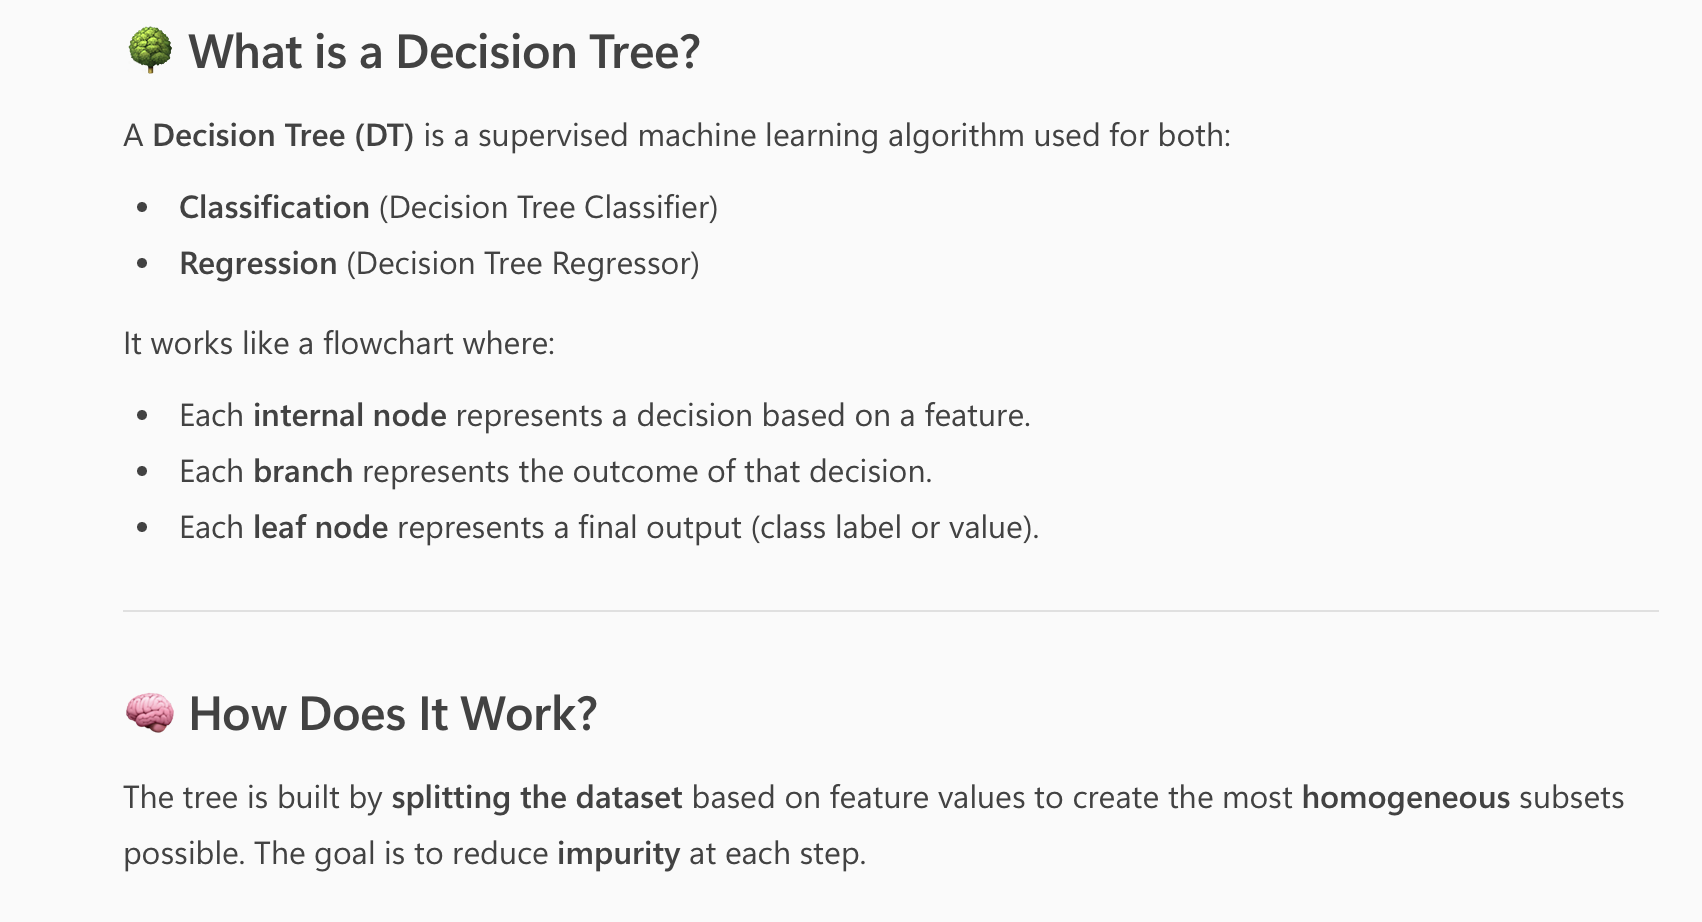 What is a Decision Tree?
A Decision Tree (DT) is a supervised machine learning algorithm used for both:
• Classification (Decision Tree Classifier)
• Regression (Decision Tree Regressor)
It works like a flowchart where:
• Each internal node represents a decision based on a feature.
• Each branch represents the outcome of that decision.
• Each leaf node represents a final output (class label or value).
How Does It Work?
The tree is built by splitting the dataset based on feature values to create the most homogeneous subsets
possible. The goal is to reduce impurity at each step.